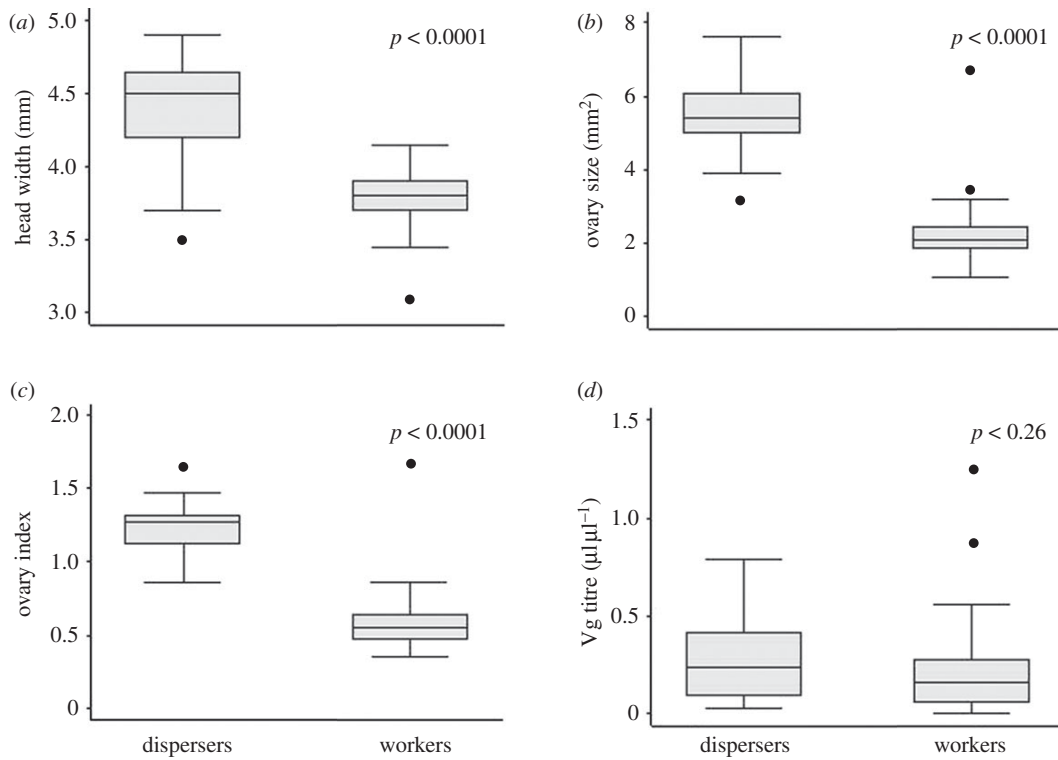 (a)
5.0
4.5
4.0
3.5
3.0
head width (mm)
p < 0.0001
(b)
8
6
4
2
0
ovary size (mm²)
p < 0.0001
(c)
2.0
1.5
1.0
0.5
0
ovary index
p < 0.0001
dispersers
workers
(d)
1.5
1.0
0.5
0
Vg titre (µl µl⁻¹)
p < 0.26
dispersers
workers